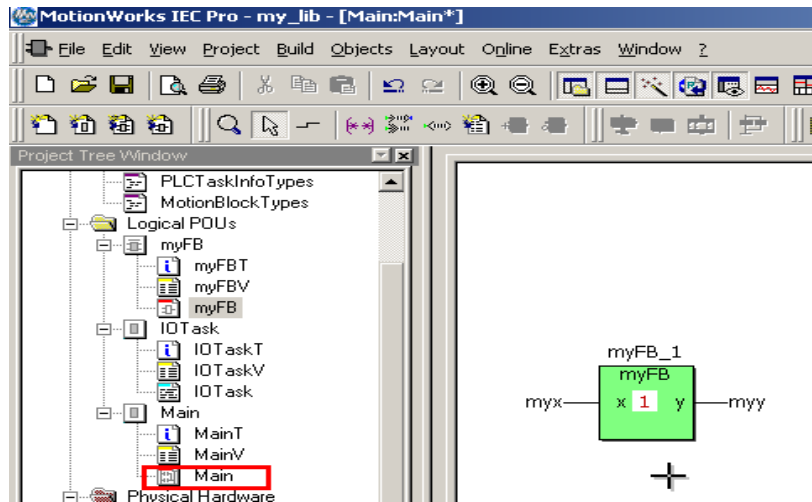 MotionWorks IEC Pro - my_lib - [Main:Main*]
File Edit View Project Build Objects Layout Online Extras Window ?
Project Tree Window
PLCTaskInfoTypes
MotionBlockTypes
Logical POUs
myFB
myFBT
myFBV
myFB
IOTask
IOTaskT
IOTaskV
IOTask
Main
MainT
MainV
Main
Physical Hardware
myFB_1
myFB
myx x 1 y myy